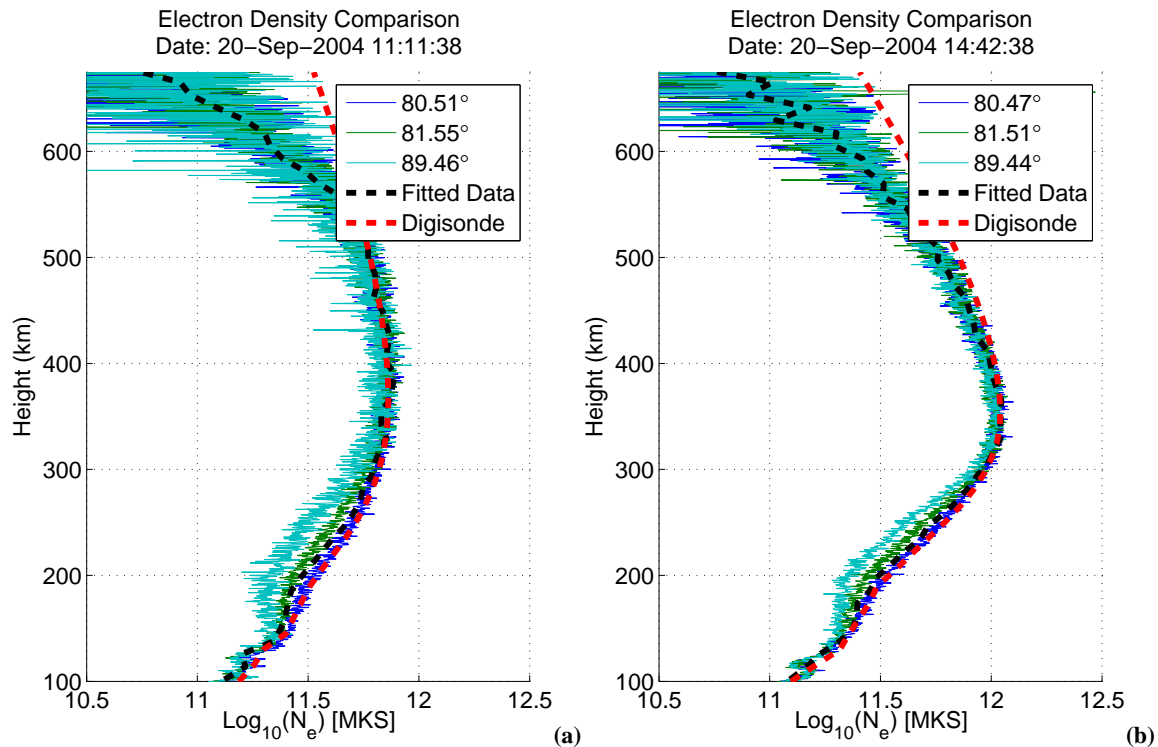 Electron Density Comparison
Date: 20−Sep−2004 11:11:38
80.51°
81.55°
89.46°
Fitted Data
Digisonde
600
500
400
300
200
100
Height (km)
10.5 11 11.5 12 12.5
Log10(Ne) [MKS]
(a)
Electron Density Comparison
Date: 20−Sep−2004 14:42:38
80.47°
81.51°
89.44°
Fitted Data
Digisonde
600
500
400
300
200
100
Height (km)
10.5 11 11.5 12 12.5
Log10(Ne) [MKS]
(b)